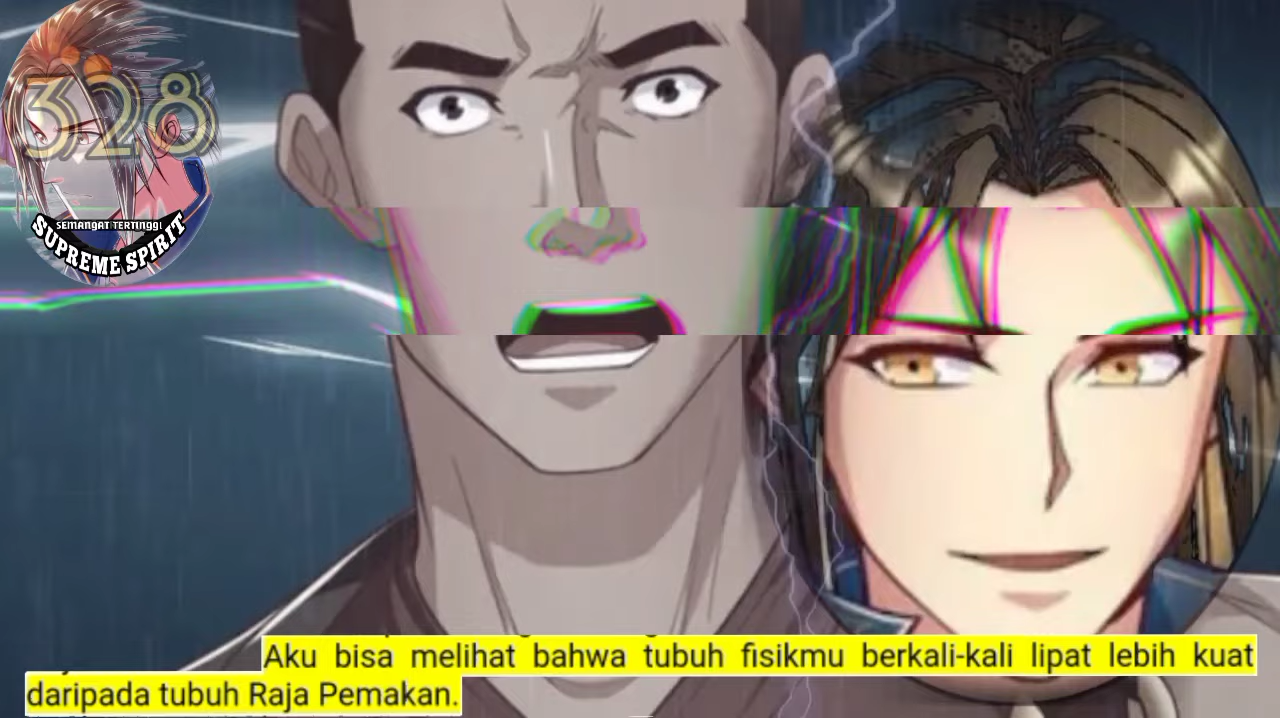 328
SEMANGAT TERTINGGI
SUPREME SPIRIT
Aku bisa melihat bahwa tubuh fisikmu berkali-kali lipat lebih kuat
daripada tubuh Raja Pemakan.